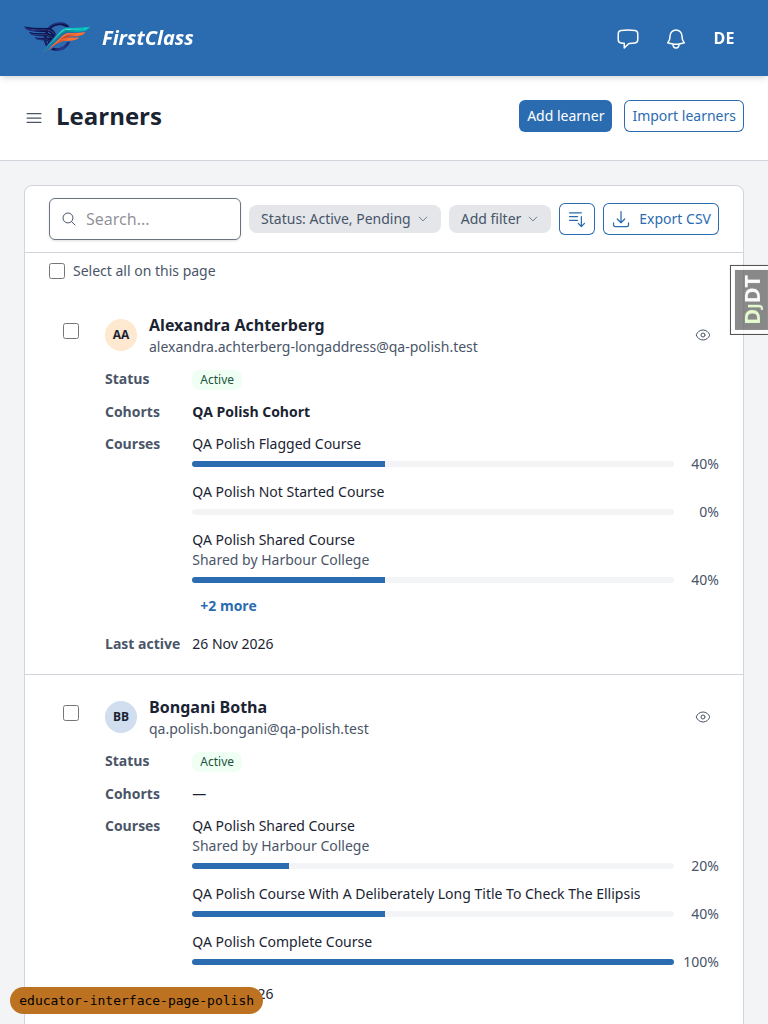 FirstClass
DE
Learners
Add learner
Import learners
Search...
Status: Active, Pending
Add filter
Export CSV
Select all on this page
DjDT
AA
Alexandra Achterberg
alexandra.achterberg-longaddress@qa-polish.test
Status
Active
Cohorts
QA Polish Cohort
Courses
QA Polish Flagged Course
40%
QA Polish Not Started Course
0%
QA Polish Shared Course
Shared by Harbour College
40%
+2 more
Last active
26 Nov 2026
BB
Bongani Botha
qa.polish.bongani@qa-polish.test
Status
Active
Cohorts
—
Courses
QA Polish Shared Course
Shared by Harbour College
20%
QA Polish Course With A Deliberately Long Title To Check The Ellipsis
40%
QA Polish Complete Course
100%
26
educator-interface-page-polish